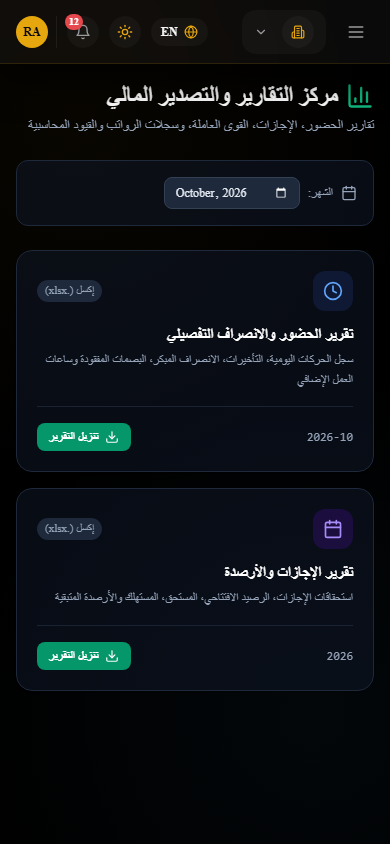 RA
12
EN
مركز التقارير والتصدير المالي
تقارير الحضور، الإجازات، القوى العاملة، وسجلات الرواتب والقيود المحاسبية
الشهر:
October, 2026
إكسل (.xlsx)
تقرير الحضور والانصراف التفصيلي
سجل الحركات اليومية، التأخيرات، الانصراف المبكر، البصمات المفقودة وساعات
العمل الإضافي
2026-10
تنزيل التقرير
إكسل (.xlsx)
تقرير الإجازات والأرصدة
استحقاقات الإجازات، الرصيد الافتتاحي، المستحق، المستهلك والأرصدة المتبقية
2026
تنزيل التقرير